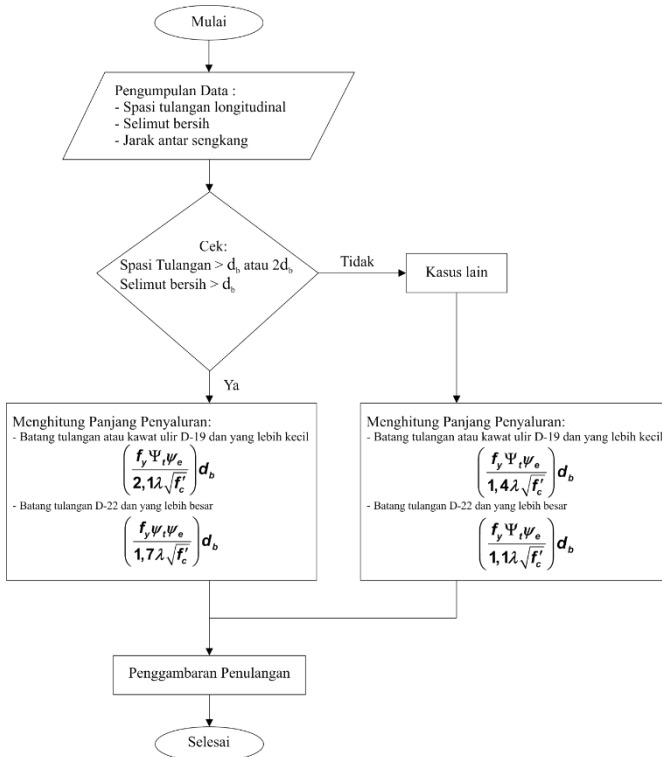 Mulai
Pengumpulan Data :
- Spasi tulangan longitudinal
- Selimut bersih
- Jarak antar sengkang
Cek:
Spasi Tulangan > d_b atau 2d_b
Selimut bersih > d_b
Tidak
Kasus lain
Ya
Menghitung Panjang Penyaluran:
- Batang tulangan atau kawat ulir D-19 dan yang lebih kecil
(f_y Ψ_t ψ_e / 2,1λ√f'_c) d_b
- Batang tulangan D-22 dan yang lebih besar
(f_y ψ_t ψ_e / 1,7λ√f'_c) d_b
Menghitung Panjang Penyaluran:
- Batang tulangan atau kawat ulir D-19 dan yang lebih kecil
(f_y Ψ_t ψ_e / 1,4λ√f'_c) d_b
- Batang tulangan D-22 dan yang lebih besar
(f_y Ψ_t ψ_e / 1,1λ√f'_c) d_b
Penggambaran Penulangan
Selesai